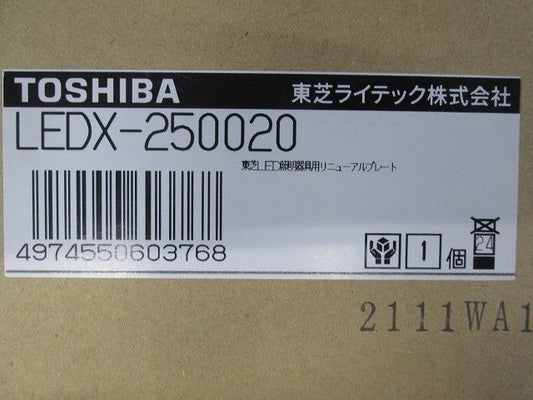 TOSHIBA 東芝ライテック株式会社
LEDX-250020
東芝LED照明器具用リニューアルプレート
4974550603768
1 個 24
2111WA1